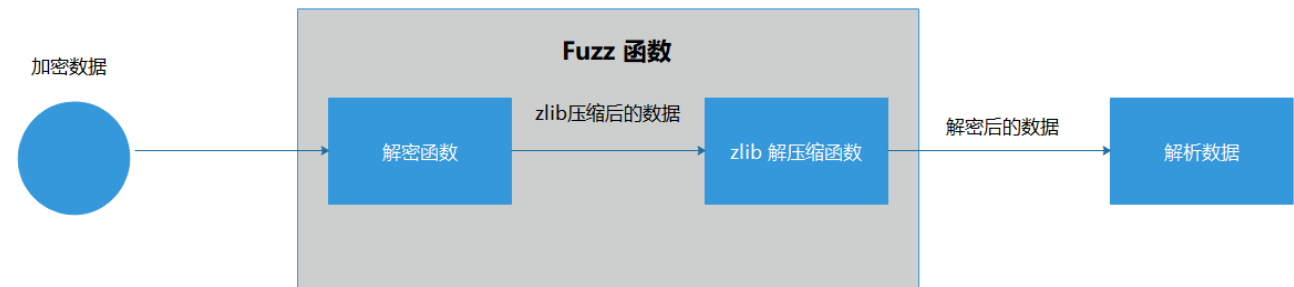 Fuzz 函数
加密数据
zlib压缩后的数据
解密后的数据
解密函数
zlib 解压缩函数
解析数据